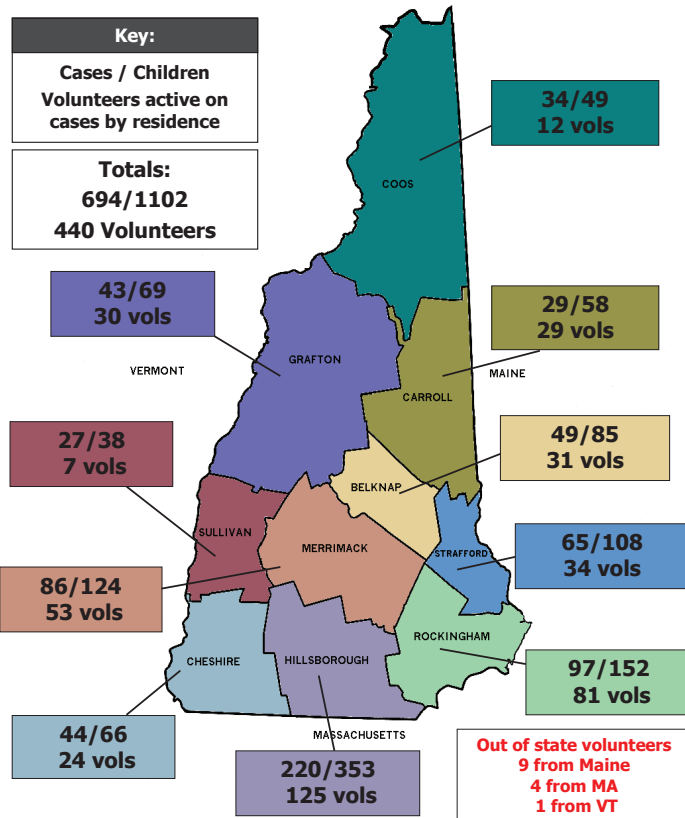 Key:
Cases / Children
Volunteers active on
cases by residence
Totals:
694/1102
440 Volunteers
34/49
12 vols
COOS
43/69
30 vols
29/58
29 vols
GRAFTON
VERMONT
MAINE
CARROLL
27/38
7 vols
49/85
31 vols
BELKNAP
SULLIVAN
MERRIMACK
STRAFFORD
65/108
34 vols
86/124
53 vols
ROCKINGHAM
CHESHIRE
HILLSBOROUGH
97/152
81 vols
44/66
24 vols
MASSACHUSETTS
220/353
125 vols
Out of state volunteers
9 from Maine
4 from MA
1 from VT